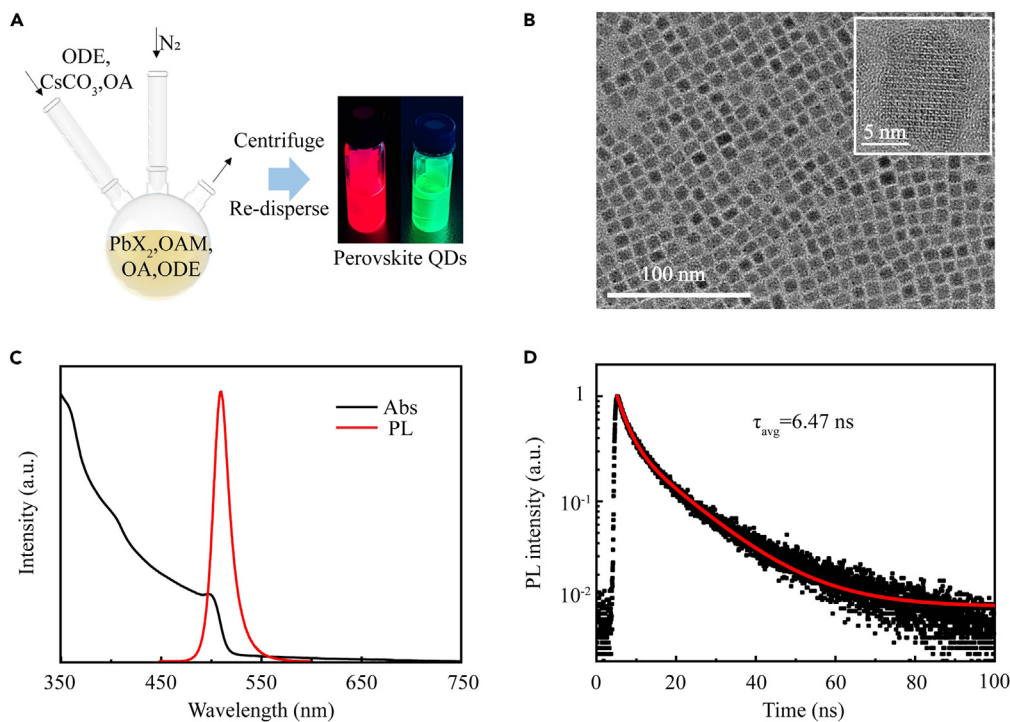 A
ODE,
CsCO₃,OA
N₂
Centrifuge
Re-disperse
PbX₂,OAM,
OA,ODE
Perovskite QDs
B
5 nm
100 nm
C
Abs
PL
Intensity (a.u.)
350 450 550 650 750
Wavelength (nm)
D
τavg=6.47 ns
PL intensity (a.u.)
1
10⁻¹
10⁻²
0 20 40 60 80 100
Time (ns)